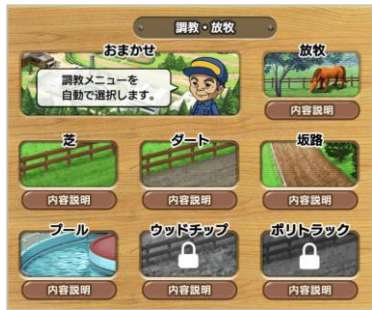 調教・放牧
おまかせ
調教メニューを
自動で選択します。
放牧
内容説明
芝
内容説明
ダート
内容説明
坂路
内容説明
プール
内容説明
ウッドチップ
内容説明
ポリトラック
内容説明